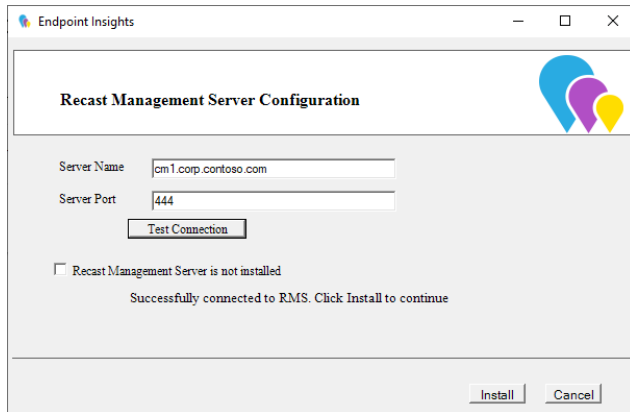 Endpoint Insights
Recast Management Server Configuration
Server Name
cm1.corp.contoso.com
Server Port
444
Test Connection
Recast Management Server is not installed
Successfully connected to RMS. Click Install to continue
Install
Cancel